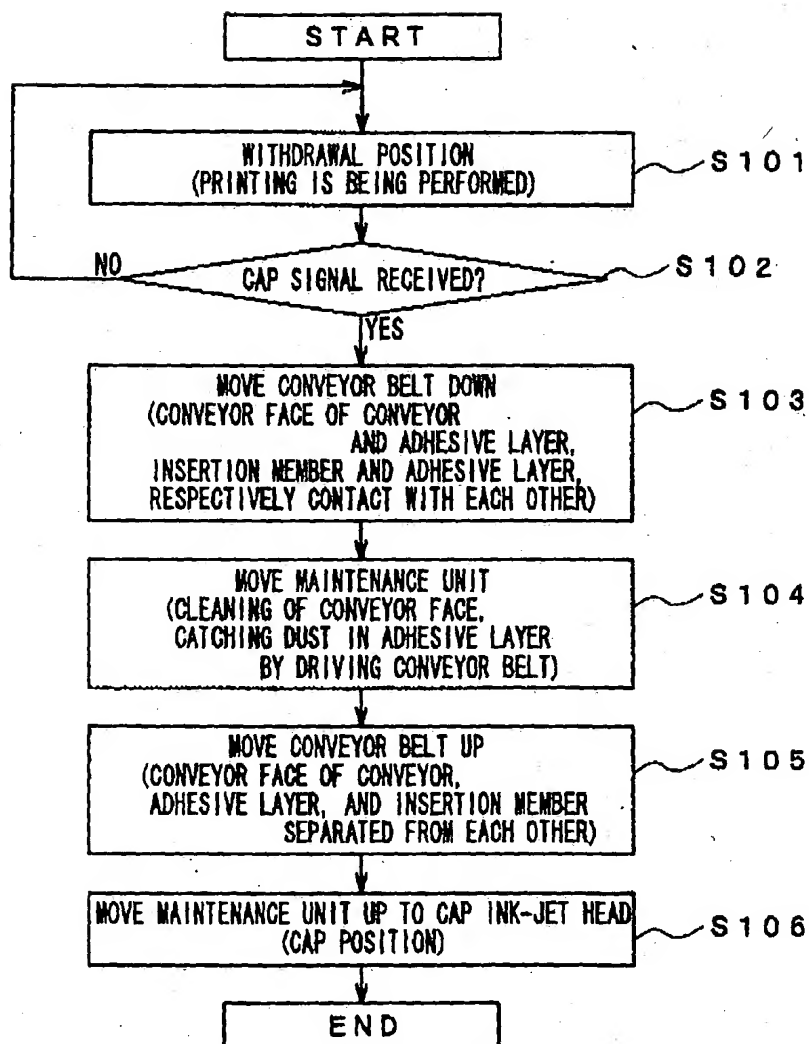 START
WITHDRAWAL POSITION
(PRINTING IS BEING PERFORMED)
S101
CAP SIGNAL RECEIVED?
S102
NO
YES
MOVE CONVEYOR BELT DOWN
(CONVEYOR FACE OF CONVEYOR
AND ADHESIVE LAYER,
INSERTION MEMBER AND ADHESIVE LAYER,
RESPECTIVELY CONTACT WITH EACH OTHER)
S103
MOVE MAINTENANCE UNIT
(CLEANING OF CONVEYOR FACE,
CATCHING DUST IN ADHESIVE LAYER
BY DRIVING CONVEYOR BELT)
S104
MOVE CONVEYOR BELT UP
(CONVEYOR FACE OF CONVEYOR,
ADHESIVE LAYER, AND INSERTION MEMBER
SEPARATED FROM EACH OTHER)
S105
MOVE MAINTENANCE UNIT UP TO CAP INK-JET HEAD
(CAP POSITION)
S106
END